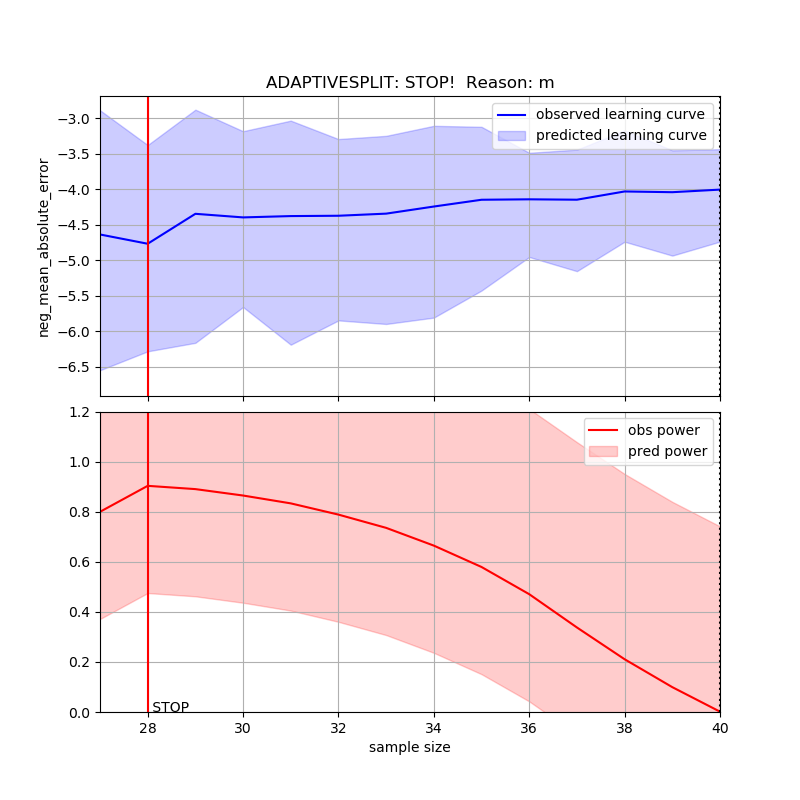 ADAPTIVESPLIT: STOP!  Reason: m
−3.0
−3.5
−4.0
−4.5
−5.0
−5.5
−6.0
−6.5
neg_mean_absolute_error
observed learning curve
predicted learning curve
1.2
1.0
0.8
0.6
0.4
0.2
0.0
obs power
pred power
STOP
28
30
32
34
36
38
40
sample size